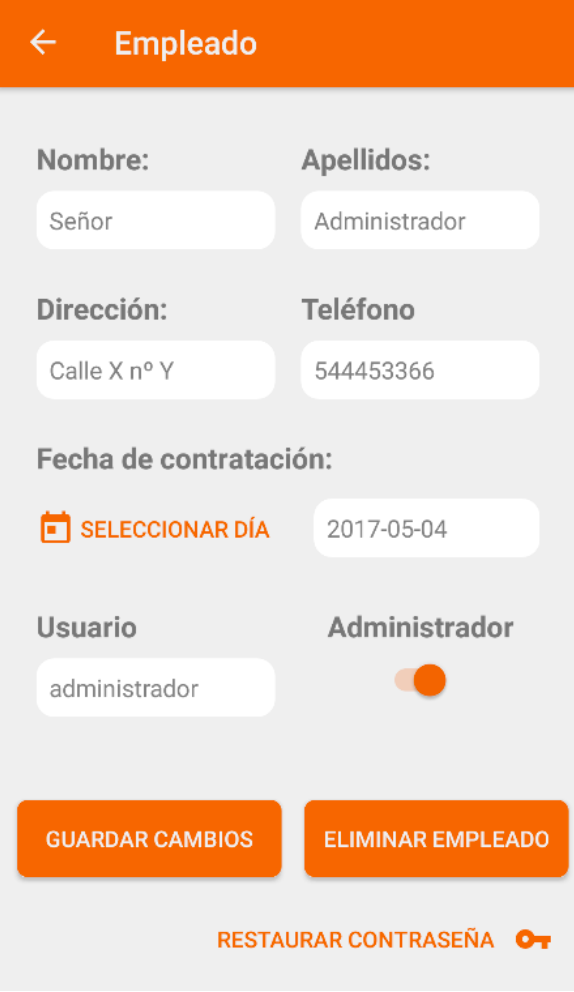 Empleado
Nombre: Apellidos:
Señor Administrador
Dirección: Teléfono
Calle X nº Y 544453366
Fecha de contratación:
SELECCIONAR DÍA 2017-05-04
Usuario Administrador
administrador
GUARDAR CAMBIOS ELIMINAR EMPLEADO
RESTAURAR CONTRASEÑA